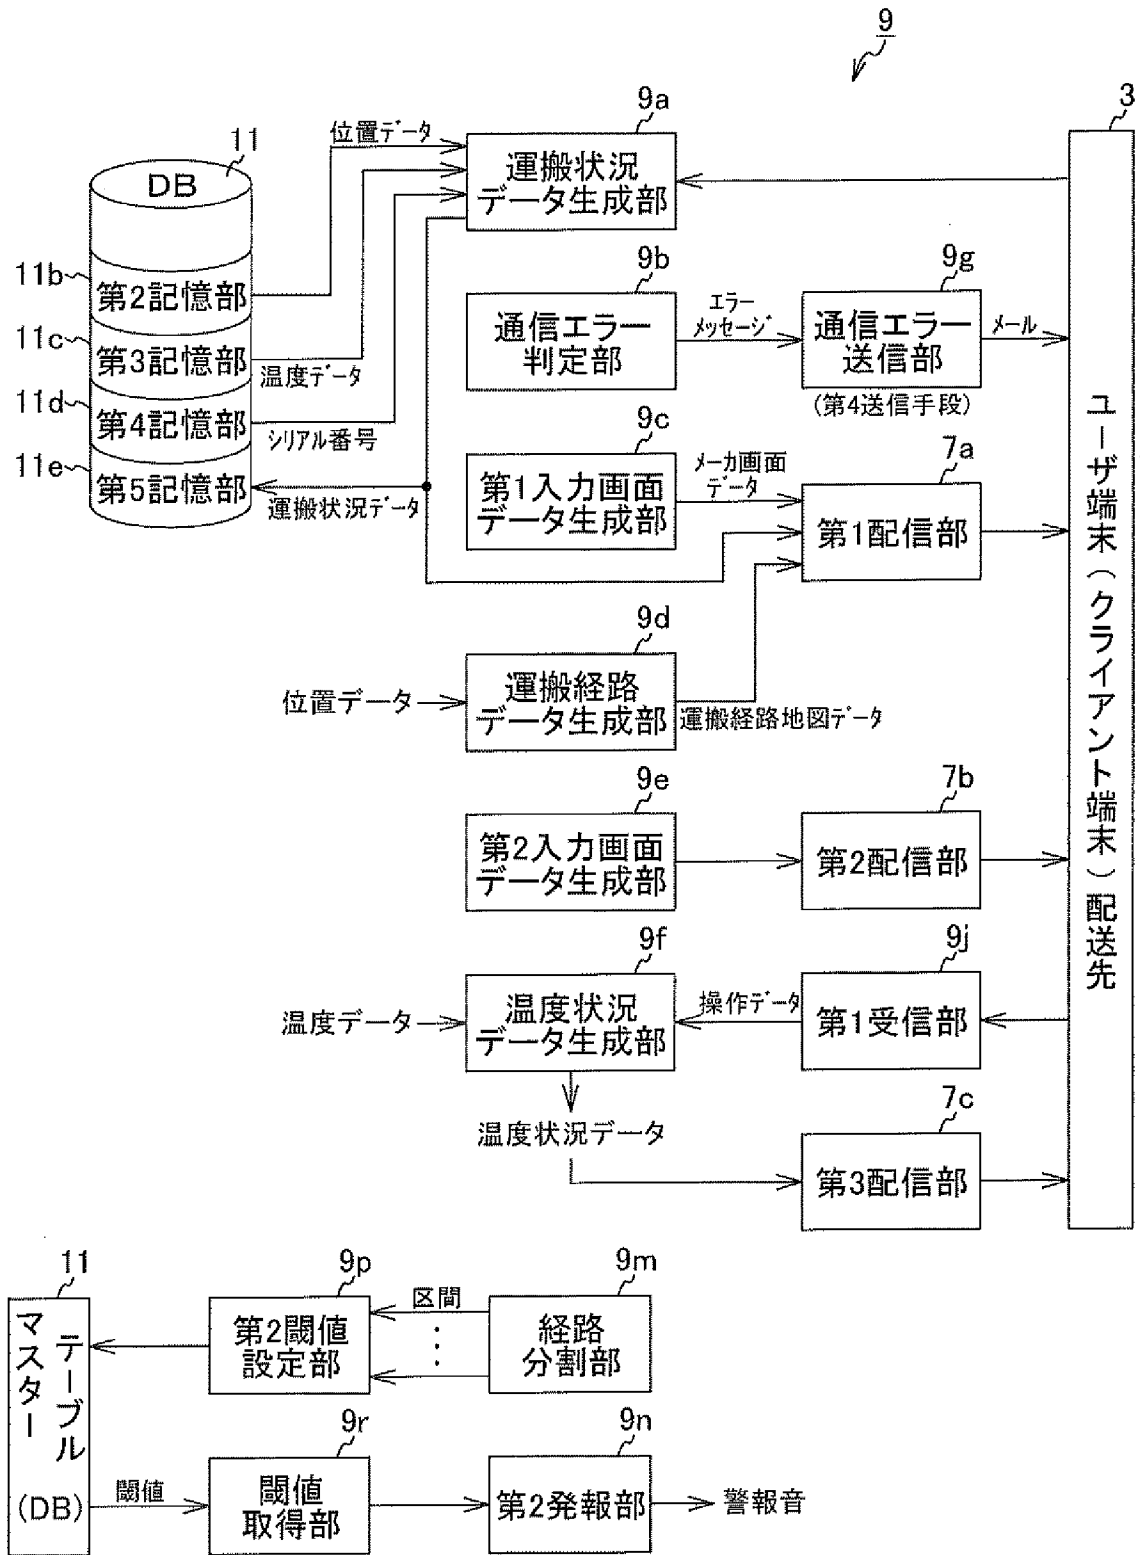 9
9a
3
11
位置データ
運搬状況
データ生成部
DB
11b
第2記憶部
9b
9g
エラー
メッセージ
通信エラー
判定部
通信エラー
送信部
メール
(第4送信手段)
11c
第3記憶部
温度データ
11d
第4記憶部
シリアル番号
9c
7a
メーカ画面
データ
11e
第5記憶部
運搬状況データ
第1入力画面
データ生成部
第1配信部
ユーザ端末(クライアント端末)配送先
9d
位置データ
運搬経路
データ生成部
運搬経路地図データ
9e
7b
第2入力画面
データ生成部
第2配信部
9f
9j
温度データ
温度状況
データ生成部
操作データ
第1受信部
温度状況データ
7c
第3配信部
11
9p
9m
マスター
テーブル
(DB)
第2閾値
設定部
区間
経路
分割部
9r
9n
閾値
閾値
取得部
第2発報部
警報音